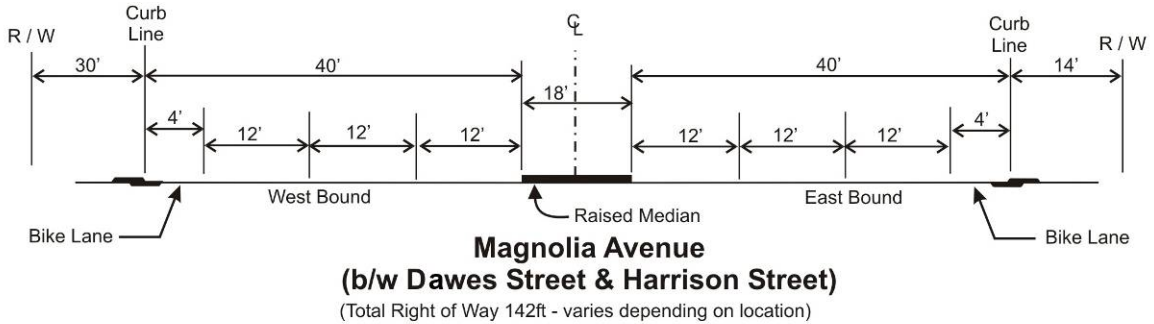 Curb
Line
R / W
℄
Curb
Line
R / W
30’
40’
18’
40’
14’
4’
12’
12’
12’
12’
12’
12’
4’
West Bound
East Bound
Raised Median
Bike Lane
Bike Lane
Magnolia Avenue
(b/w Dawes Street & Harrison Street)
(Total Right of Way 142ft - varies depending on location)